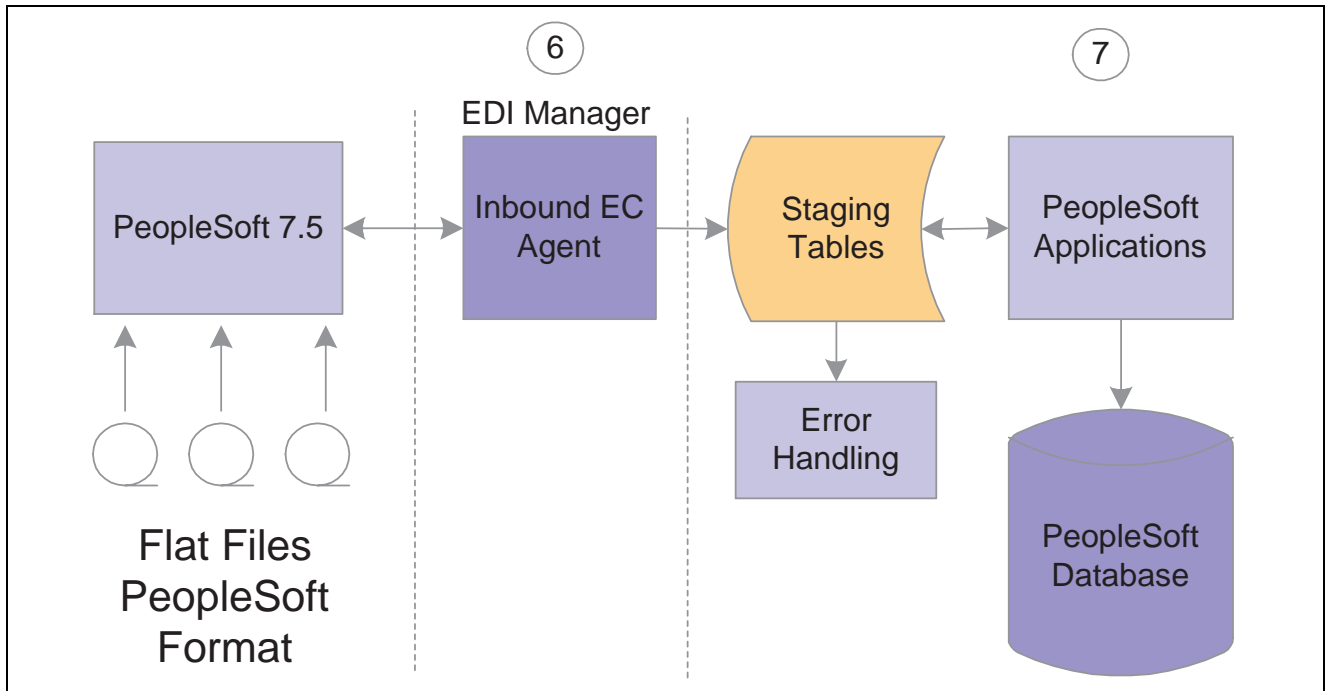 6
7
EDI Manager
PeopleSoft 7.5
Inbound EC
Agent
Staging
Tables
PeopleSoft
Applications
Error
Handling
Flat Files
PeopleSoft
Format
PeopleSoft
Database